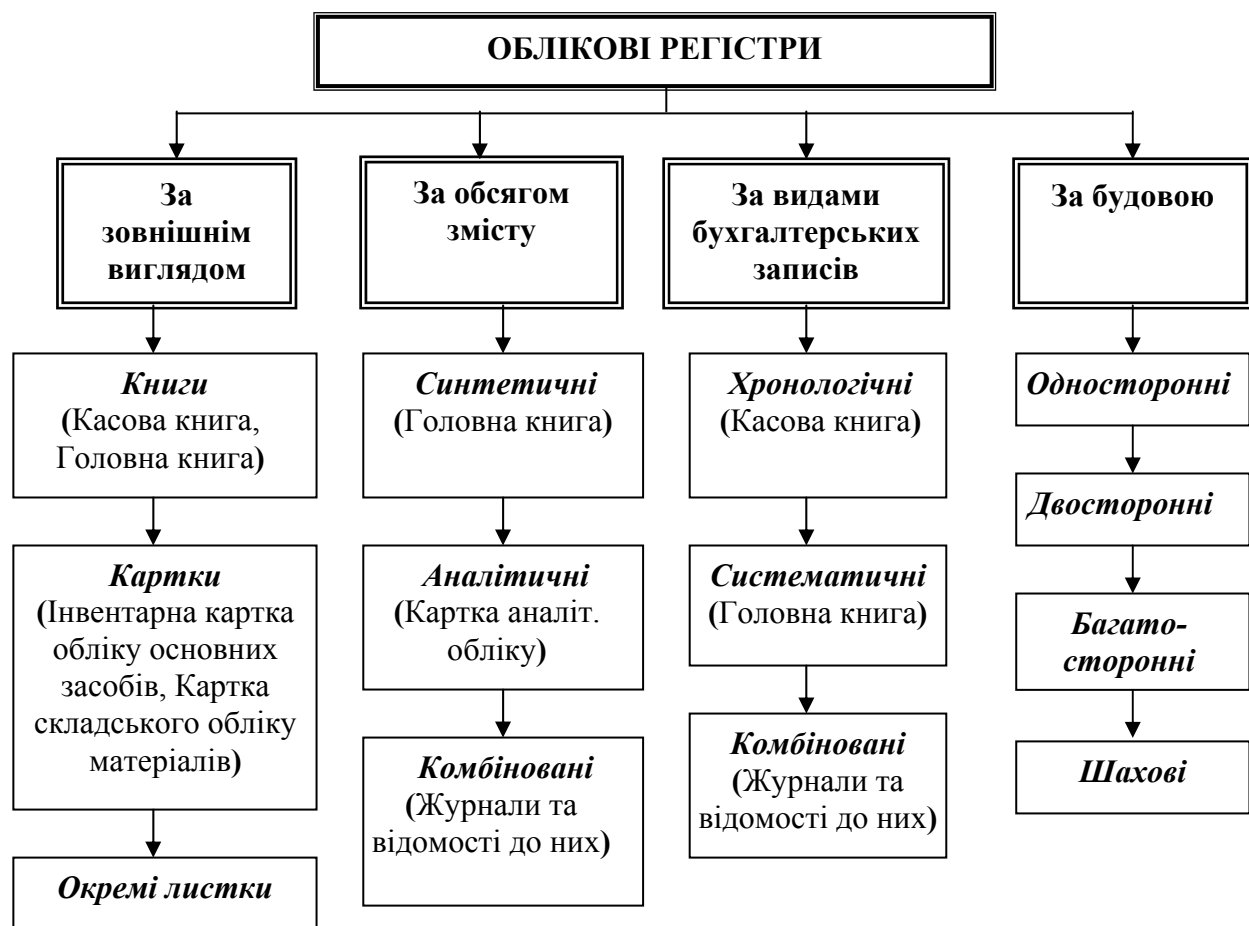 ОБЛІКОВІ РЕГІСТРИ
За
зовнішнім
виглядом
Книги
(Касова книга,
Головна книга)
Картки
(Інвентарна картка
обліку основних
засобів, Картка
складського обліку
матеріалів)
Окремі листки
За обсягом
змісту
Синтетичні
(Головна книга)
Аналітичні
(Картка аналіт.
обліку)
Комбіновані
(Журнали та
відомості до них)
За видами
бухгалтерських
записів
Хронологічні
(Касова книга)
Систематичні
(Головна книга)
Комбіновані
(Журнали та
відомості до них)
За будовою
Односторонні
Двосторонні
Багато-
сторонні
Шахові